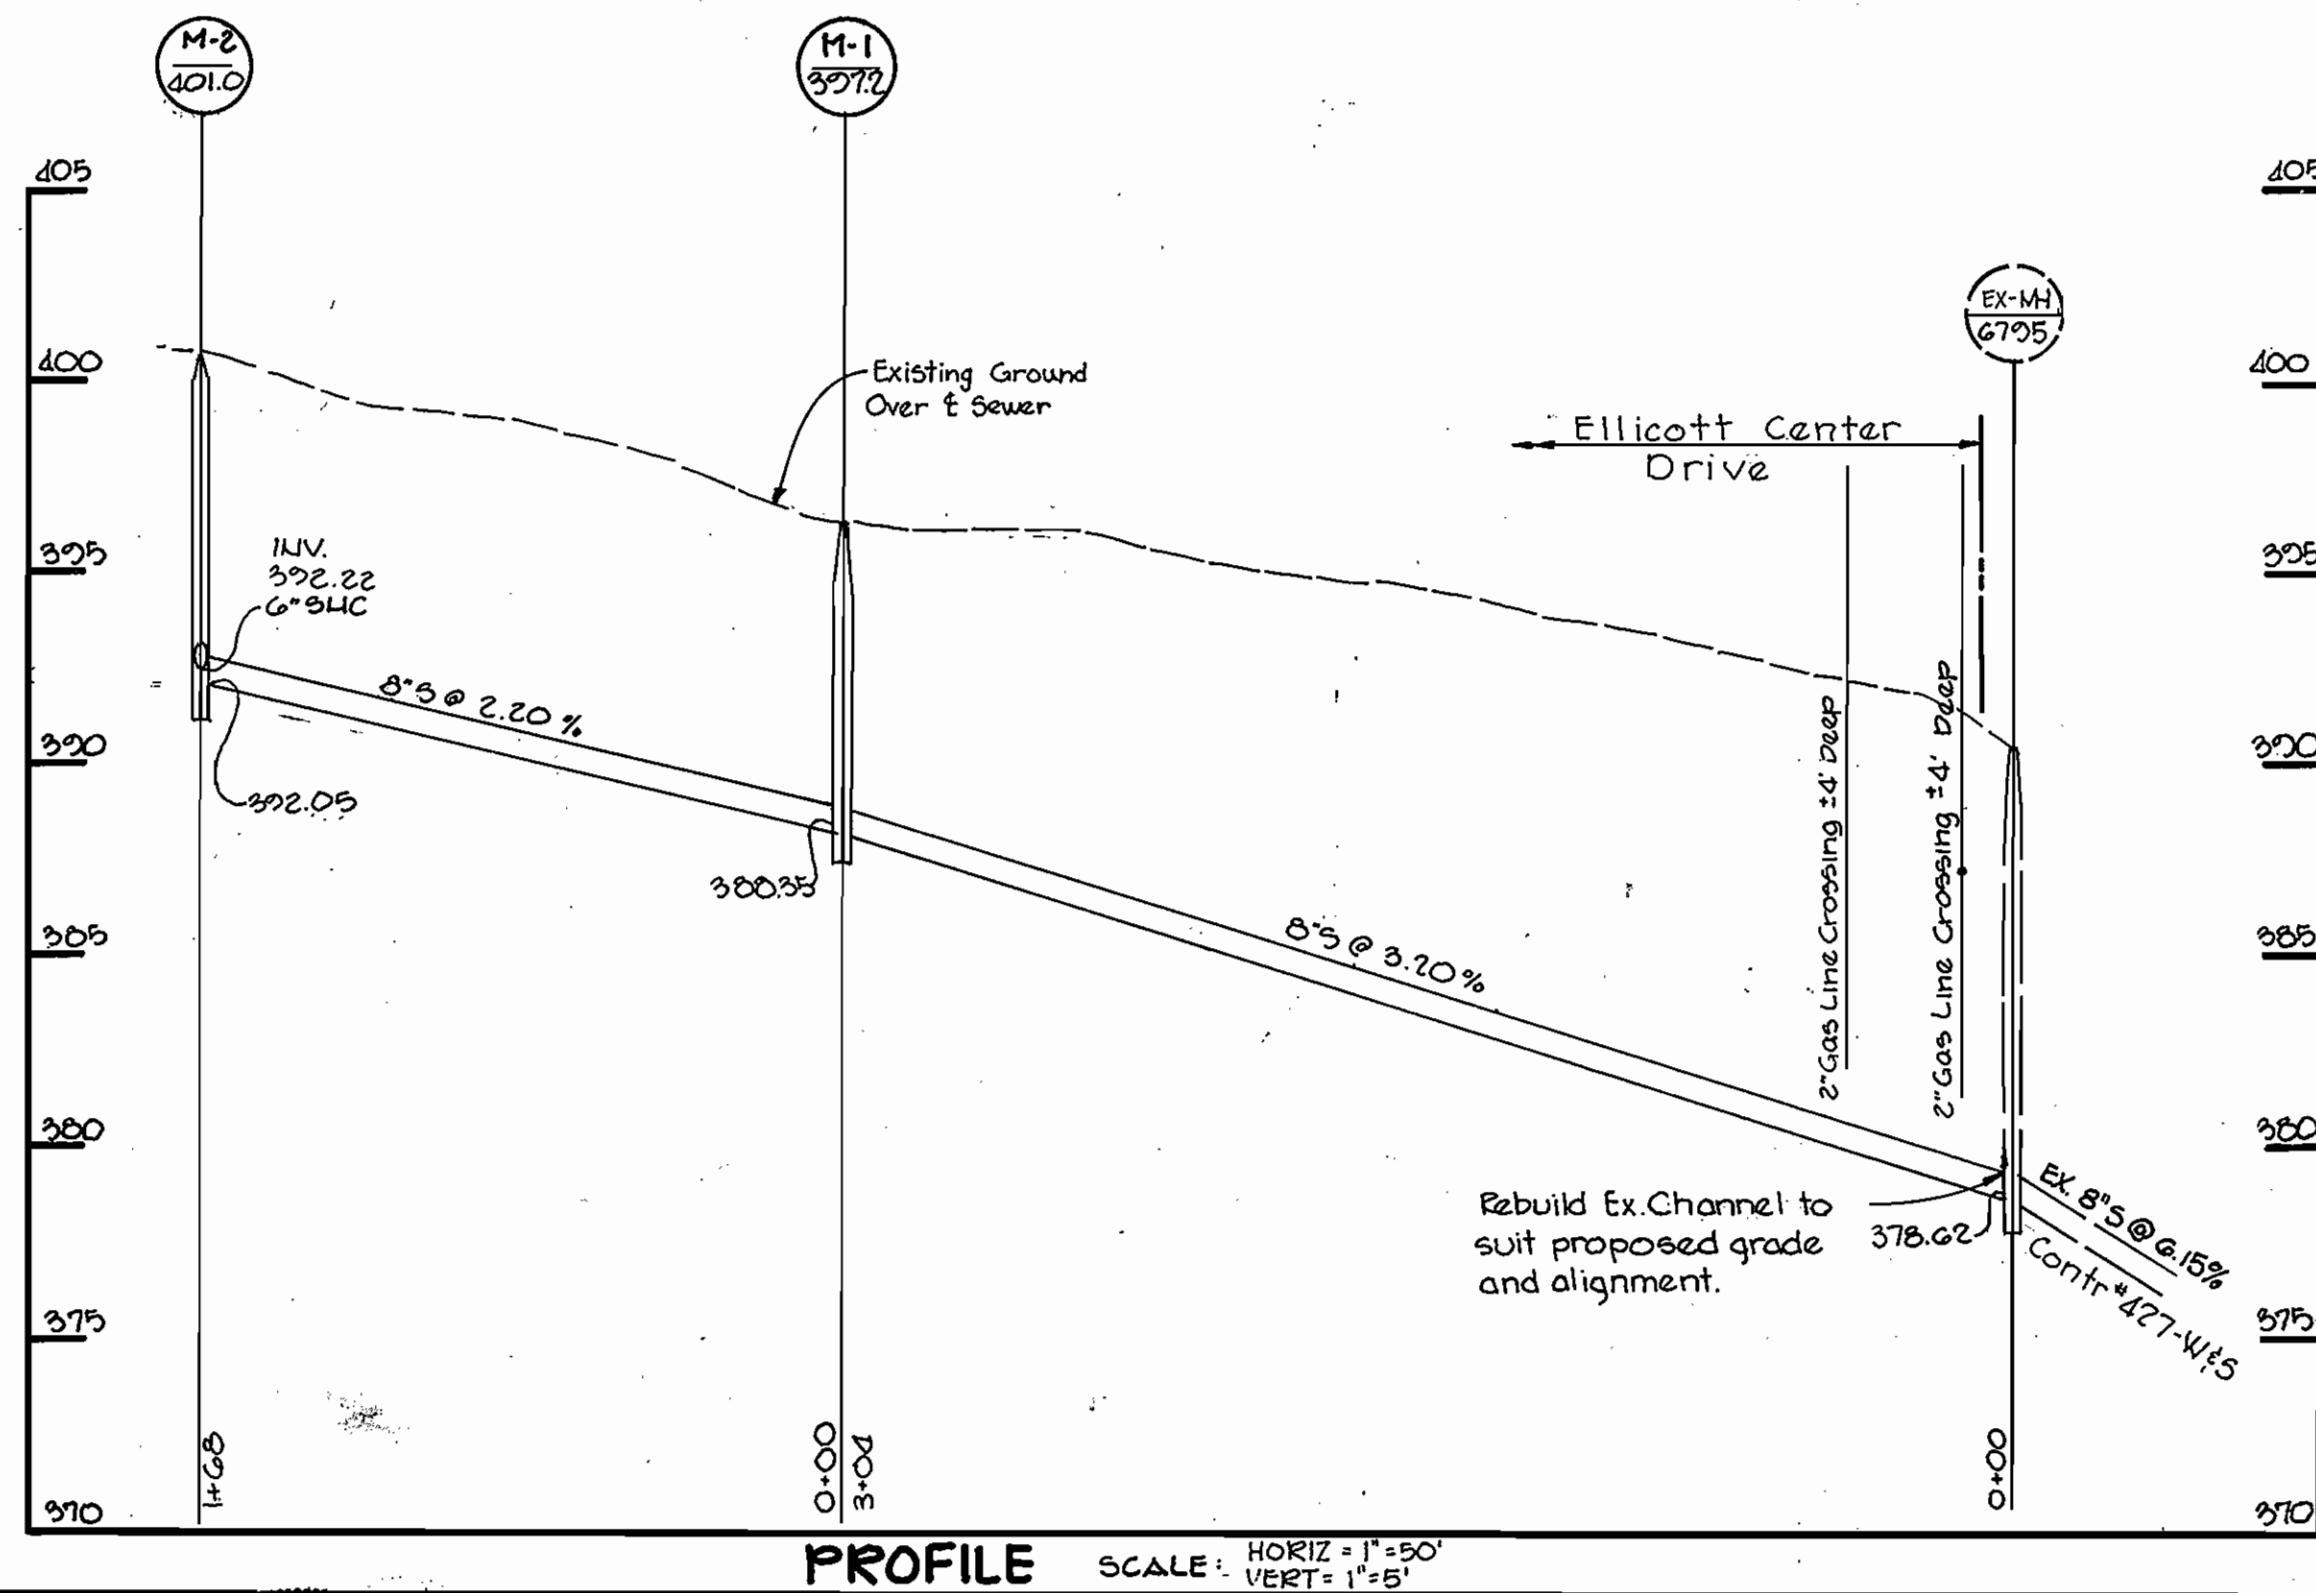 M-2
401.0
M-1
397.2
EX-MH
6795
405
400
395
390
385
380
375
370
405
400
395
390
385
380
375
370
Existing Ground
Over ℄ Sewer
Ellicott Center
Drive
INV.
392.22
6" SHC
8"S @ 2.20 %
392.05
388.35
8"S @ 3.20%
2" Gas Line Crossing ±4' Deep
2" Gas Line Crossing ±4' Deep
Rebuild Ex. Channel to
suit proposed grade
and alignment.
378.62
EX. 8"S @ 6.15%
Contr #427-W&S
1+68
0+00
3+04
0+00
PROFILE
SCALE: HORIZ = 1"=50'
VERT = 1"=5'